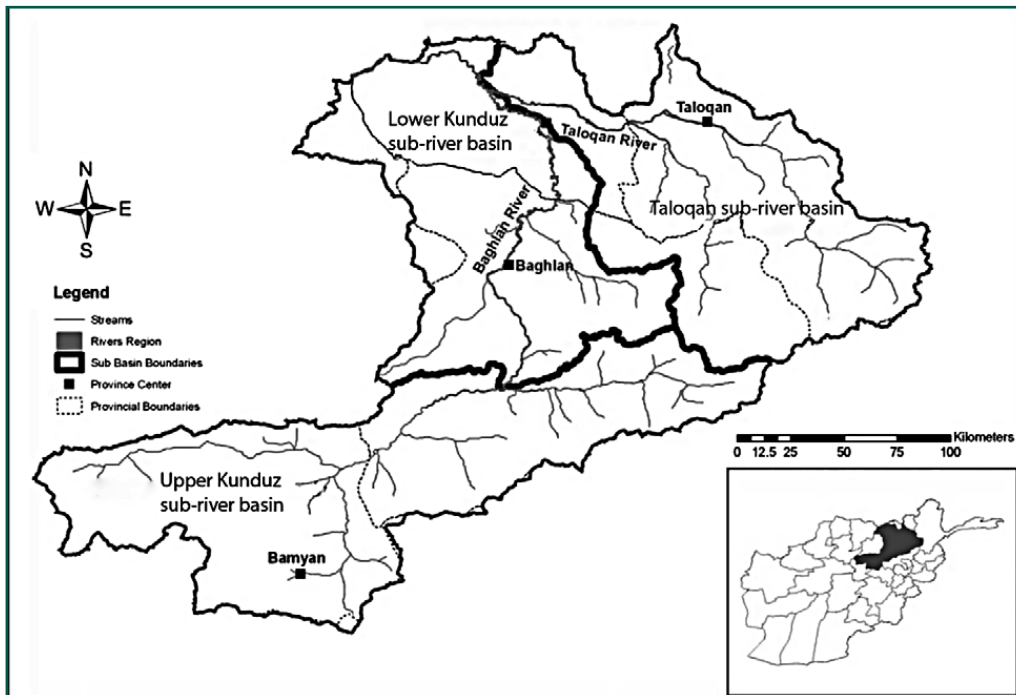 Lower Kunduz
sub-river basin
Taloqan
Taloqan River
Taloqan sub-river basin
Baghlan River
Baghlan
N
W E
S
Legend
Streams
Rivers Region
Sub Basin Boundaries
Province Center
Provincial Boundaries
Upper Kunduz
sub-river basin
Bamyan
Kilometers
0 12.5 25 50 75 100